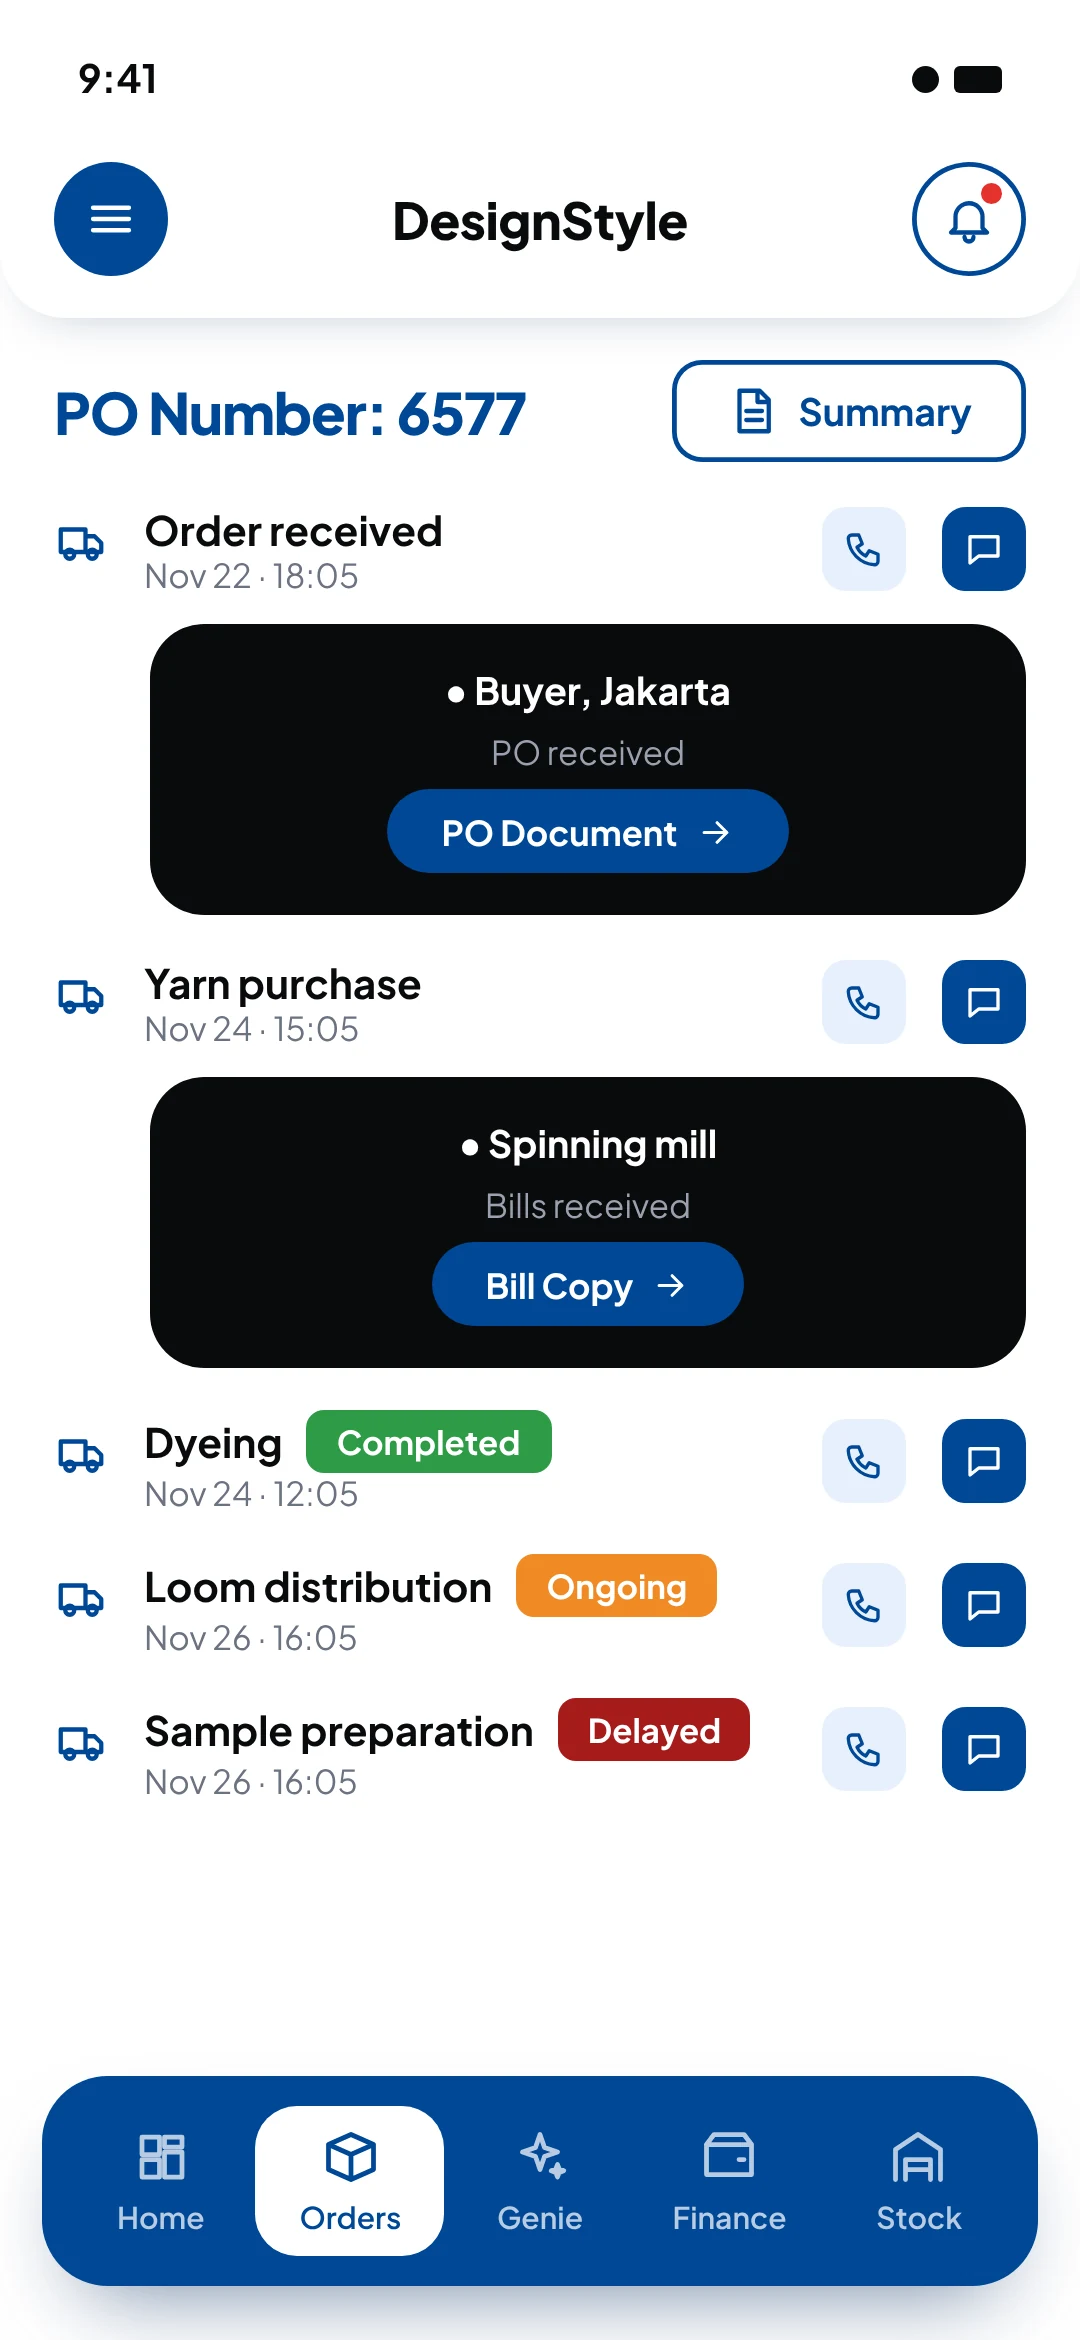 9:41
DesignStyle
PO Number: 6577
Summary
Order received
Nov 22 · 18:05
• Buyer, Jakarta
PO received
PO Document →
Yarn purchase
Nov 24 · 15:05
• Spinning mill
Bills received
Bill Copy →
Dyeing Completed
Nov 24 · 12:05
Loom distribution Ongoing
Nov 26 · 16:05
Sample preparation Delayed
Nov 26 · 16:05
Home Orders Genie Finance Stock